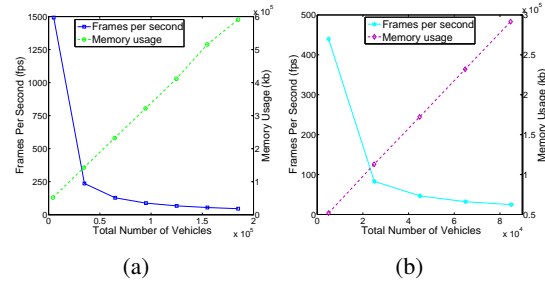 1500
1250
1000
750
500
250
0
Frames Per Second (fps)
Frames per second
Memory usage
6
5
4
3
2
1
0
x 10^5
Memory Usage (kb)
0
0.5
1
1.5
2
x 10^5
Total Number of Vehicles
(a)
500
400
300
200
100
0
Frames Per Second (fps)
Frames per second
Memory usage
3
2.5
2
1.5
1
0.5
x 10^5
Memory Usage (kb)
0
2
4
6
8
x 10^4
Total Number of Vehicles
(b)